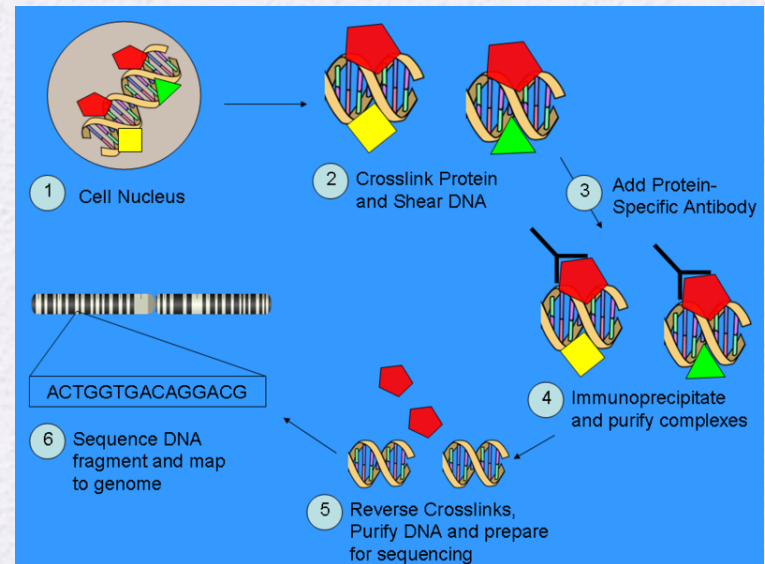 1
Cell Nucleus
2
Crosslink Protein
and Shear DNA
3
Add Protein-
Specific Antibody
4
Immunoprecipitate
and purify complexes
5
Reverse Crosslinks,
Purify DNA and prepare
for sequencing
ACTGGTGACAGGACG
6
Sequence DNA
fragment and map
to genome